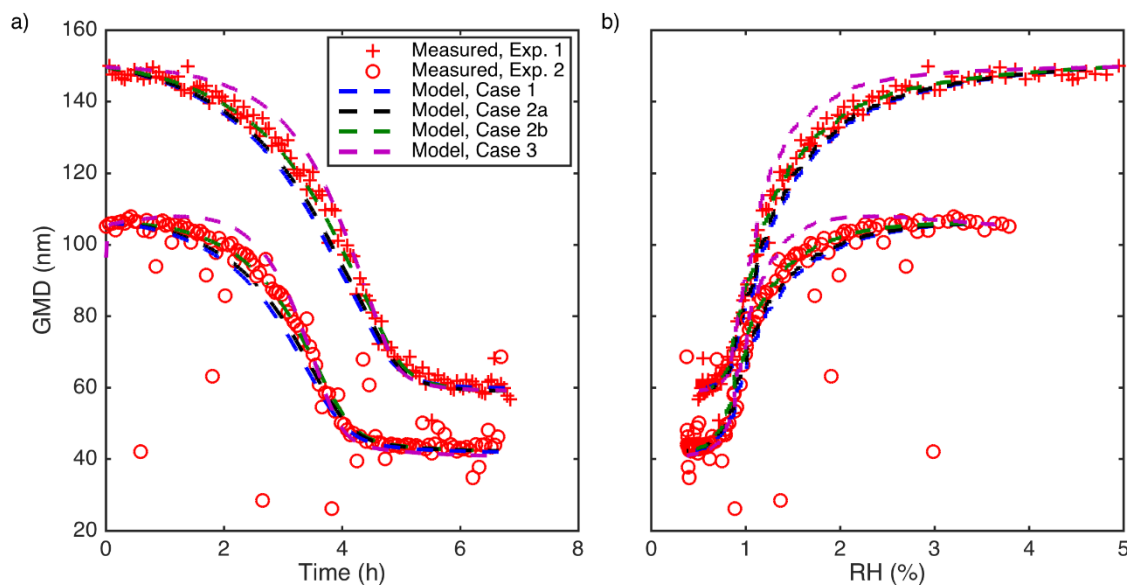 a)
160
140
120
100
80
60
40
20
GMD (nm)
0
2
4
6
8
Time (h)
Measured, Exp. 1
Measured, Exp. 2
Model, Case 1
Model, Case 2a
Model, Case 2b
Model, Case 3
b)
0
1
2
3
4
5
RH (%)